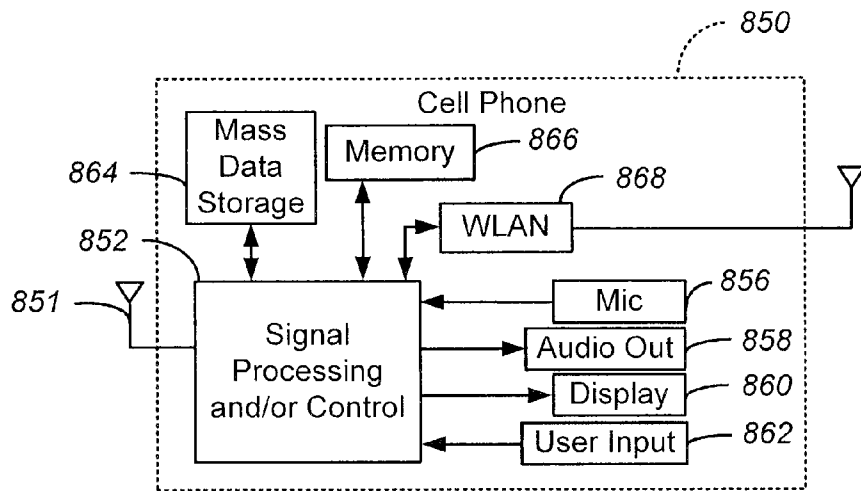 850
Cell Phone
Mass
Data
Storage
864
Memory
866
868
WLAN
852
851
Signal
Processing
and/or Control
Mic
856
Audio Out
858
Display
860
User Input
862